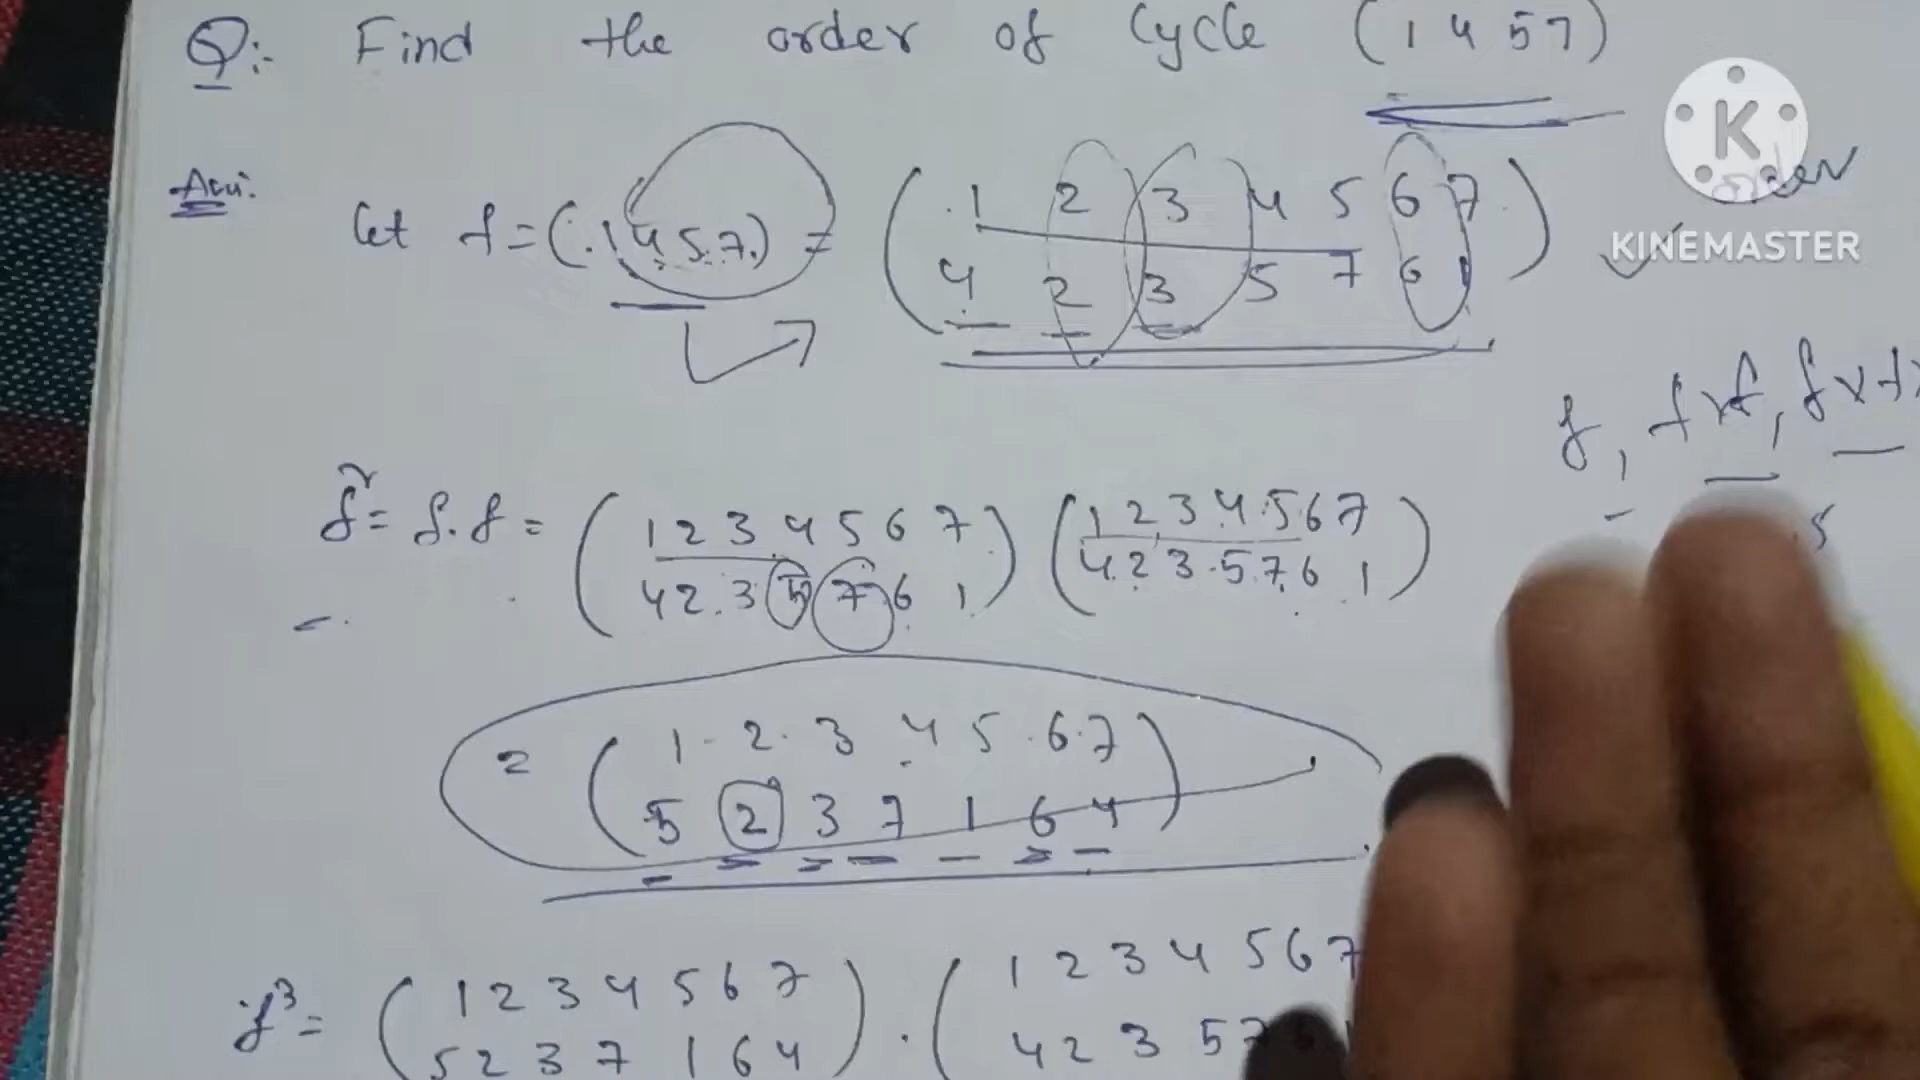 Q:- Find the order of Cycle (1 4 5 7)
K
KINEMASTER
order
Let f = (1 4 5 7) = ( 1 2 3 4 5 6 7
4 2 3 5 7 6 1 )
f, f×f, f×f×
f² = f.f = ( 1 2 3 4 5 6 7 ) ( 1 2 3 4 5 6 7 )
4 2 3 5 7 6 1 4 2 3 5 7 6 1
= ( 1 2 3 4 5 6 7 )
5 2 3 7 1 6 4
f³ = ( 1 2 3 4 5 6 7 ) . ( 1 2 3 4 5 6 7
5 2 3 7 1 6 4 4 2 3 5 7